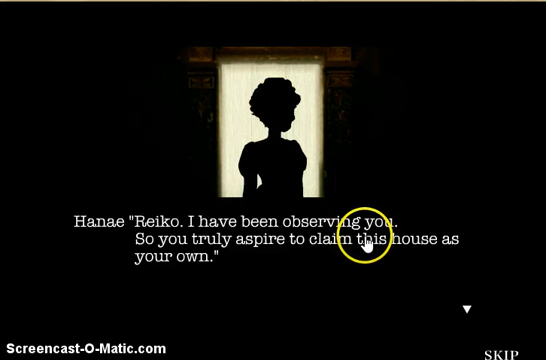 Hanae "Reiko. I have been observing you.
So you truly aspire to claim this house as
your own."
SKIP
Screencast-O-Matic.com